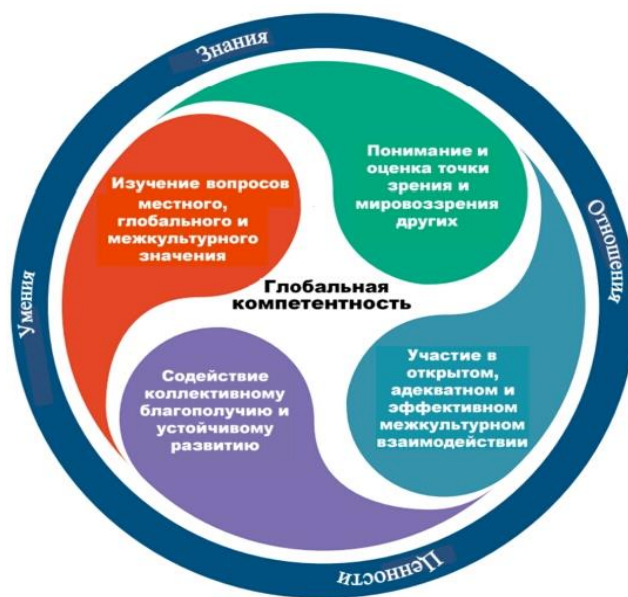 Знания
Изучение вопросов
местного,
глобального и
межкультурного
значения
Понимание и
оценка точки
зрения и
мировоззрения
других
Отношения
Умения
Глобальная
компетентность
Содействие
коллективному
благополучию и
устойчивому
развитию
Участие в
открытом,
адекватном и
эффективном
межкультурном
взаимодействии
Ценности